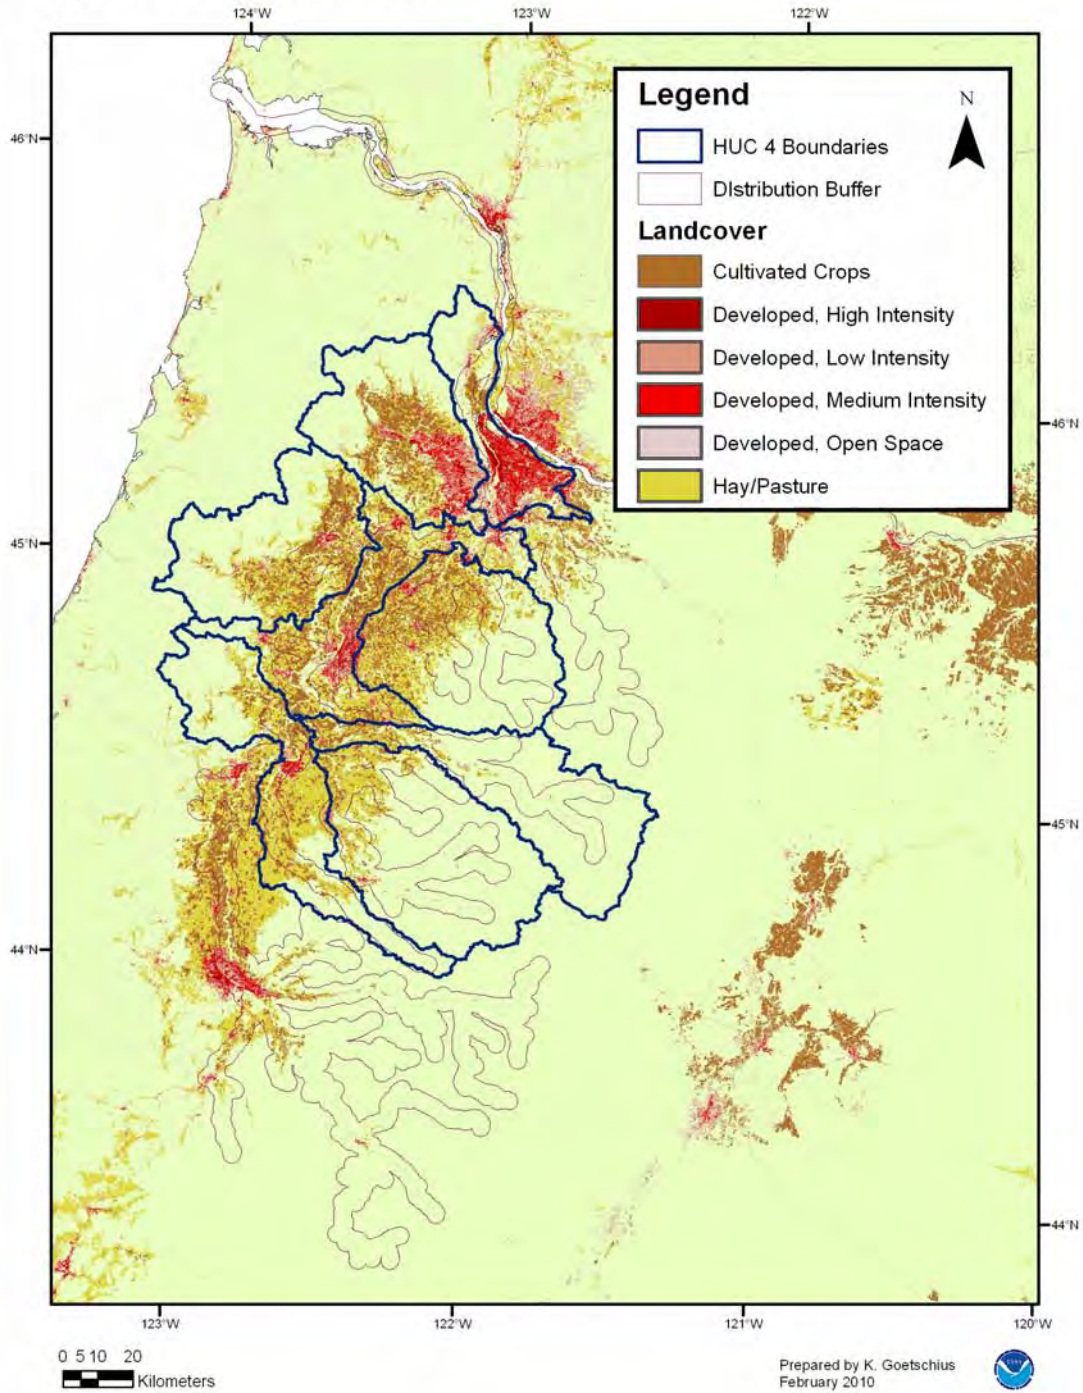 124°W 123°W 122°W
Legend
N
HUC 4 Boundaries
DIstribution Buffer
Landcover
Cultivated Crops
Developed, High Intensity
Developed, Low Intensity
Developed, Medium Intensity
Developed, Open Space
Hay/Pasture
46°N
46°N
45°N
45°N
44°N
44°N
123°W 122°W 121°W 120°W
0 5 10 20
Kilometers
Prepared by K. Goetschius
February 2010